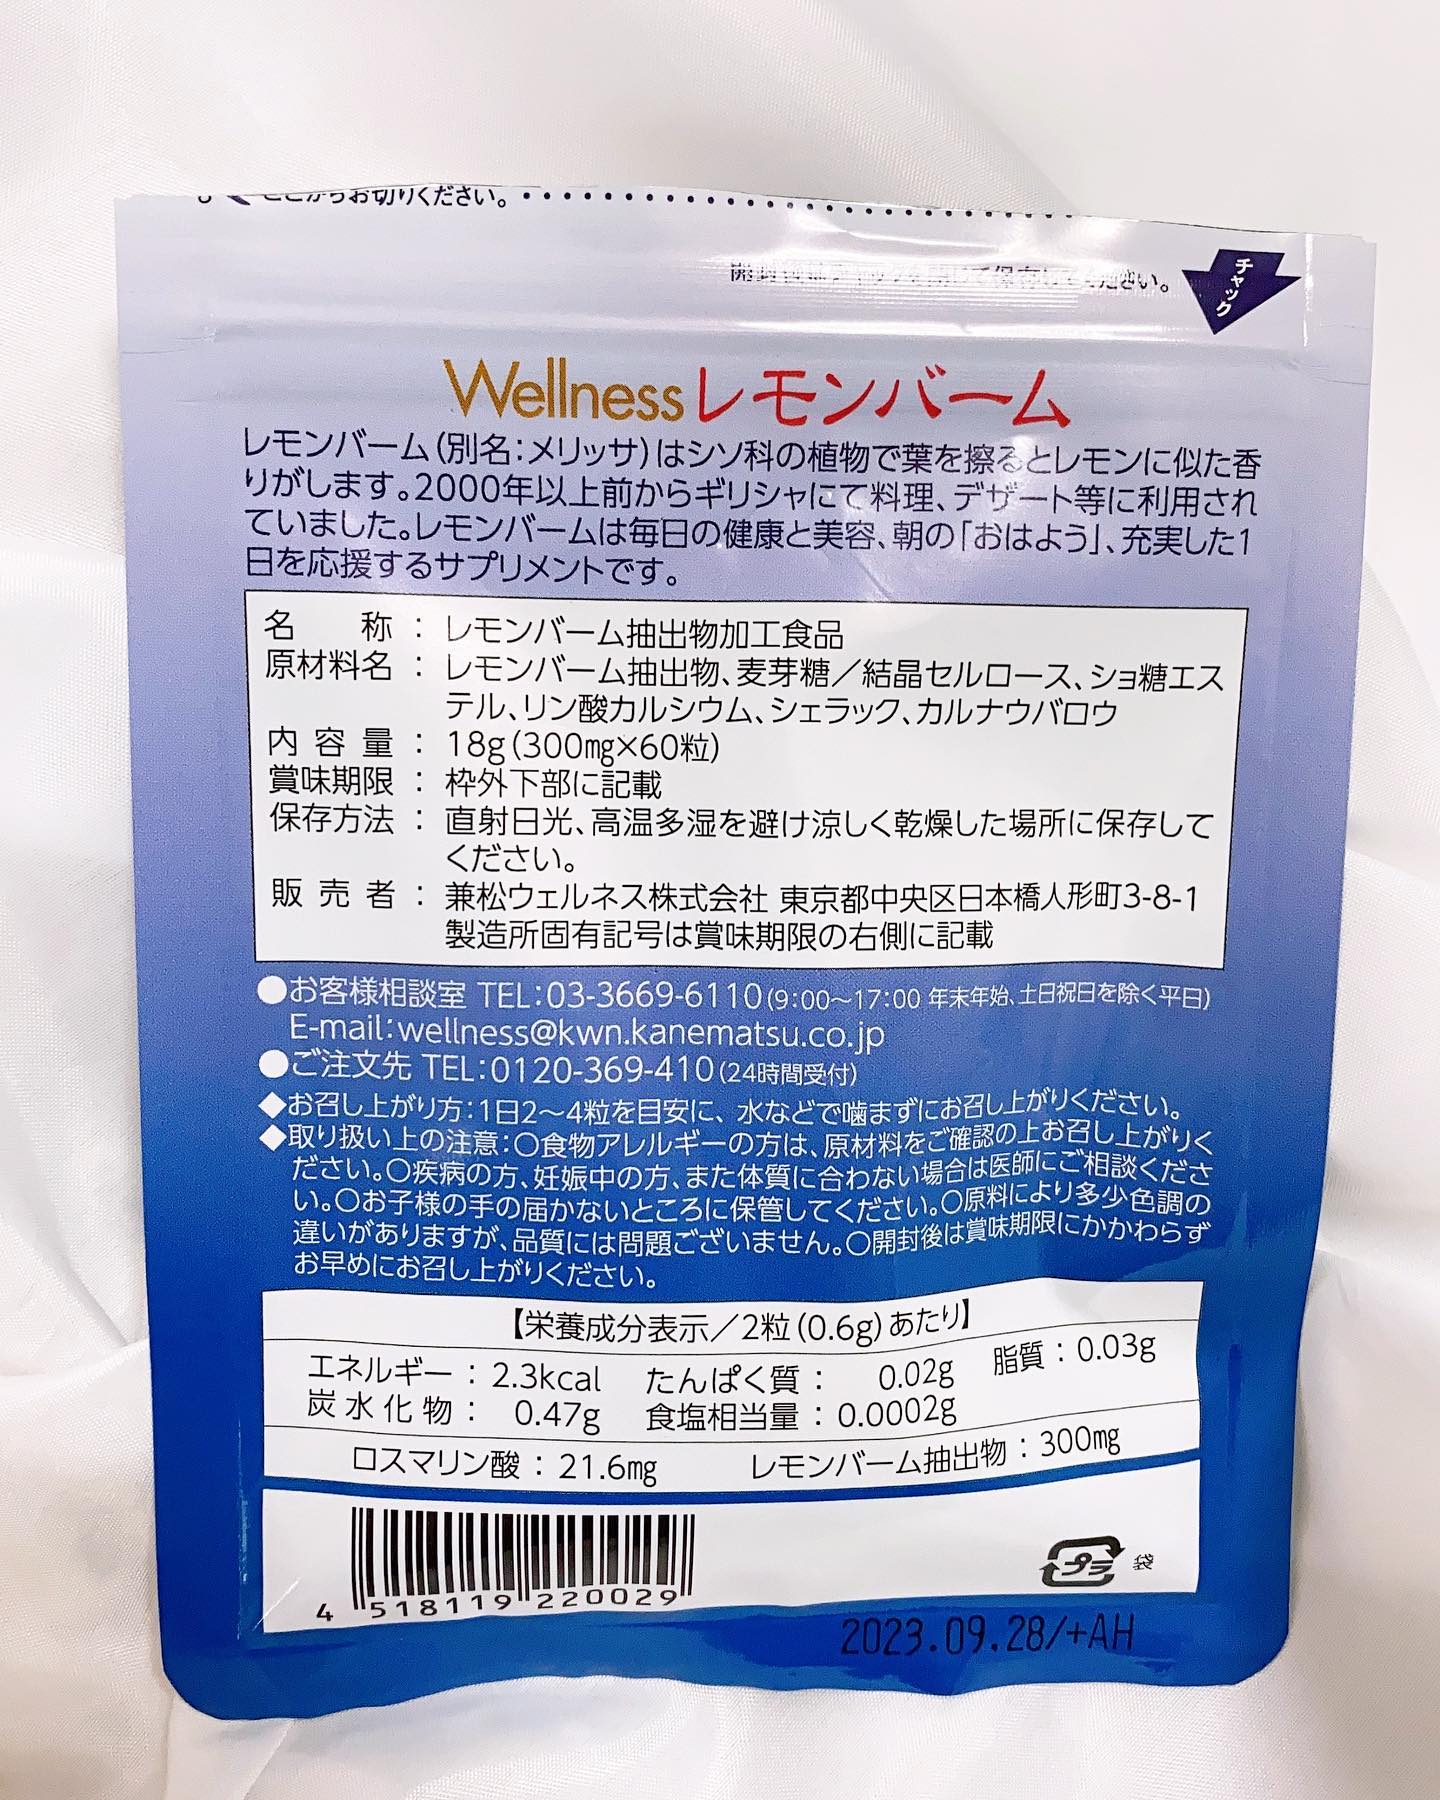 ここからお切りください。
開封後はチャックを閉じて保存してください。
チャック
Wellnessレモンバーム
レモンバーム(別名:メリッサ)はシソ科の植物で葉を擦るとレモンに似た香
りがします。2000年以上前からギリシャにて料理、デザート等に利用され
ていました。レモンバームは毎日の健康と美容、朝の「おはよう」、充実した1
日を応援するサプリメントです。
名　　称 : レモンバーム抽出物加工食品
原材料名 : レモンバーム抽出物、麦芽糖/結晶セルロース、ショ糖エス
テル、リン酸カルシウム、シェラック、カルナウバロウ
内容量 : 18g(300mg×60粒)
賞味期限 : 枠外下部に記載
保存方法 : 直射日光、高温多湿を避け涼しく乾燥した場所に保存して
ください。
販売者 : 兼松ウェルネス株式会社 東京都中央区日本橋人形町3-8-1
製造所固有記号は賞味期限の右側に記載
●お客様相談室 TEL:03-3669-6110(9:00~17:00 年末年始、土日祝日を除く平日)
E-mail:wellness@kwn.kanematsu.co.jp
●ご注文先 TEL:0120-369-410(24時間受付)
◆お召し上がり方:1日2~4粒を目安に、水などで噛まずにお召し上がりください。
◆取り扱い上の注意:○食物アレルギーの方は、原材料をご確認の上お召し上がりく
ださい。○疾病の方、妊娠中の方、また体質に合わない場合は医師にご相談くださ
い。○お子様の手の届かないところに保管してください。○原料により多少色調の
違いがありますが、品質には問題ございません。○開封後は賞味期限にかかわらず
お早めにお召し上がりください。
【栄養成分表示/2粒(0.6g)あたり】
エネルギー : 2.3kcal たんぱく質 : 0.02g 脂質 : 0.03g
炭水化物 : 0.47g 食塩相当量 : 0.0002g
ロスマリン酸 : 21.6mg レモンバーム抽出物 : 300mg
4 518119 220029
プラ 袋
2023.09.28/+AH